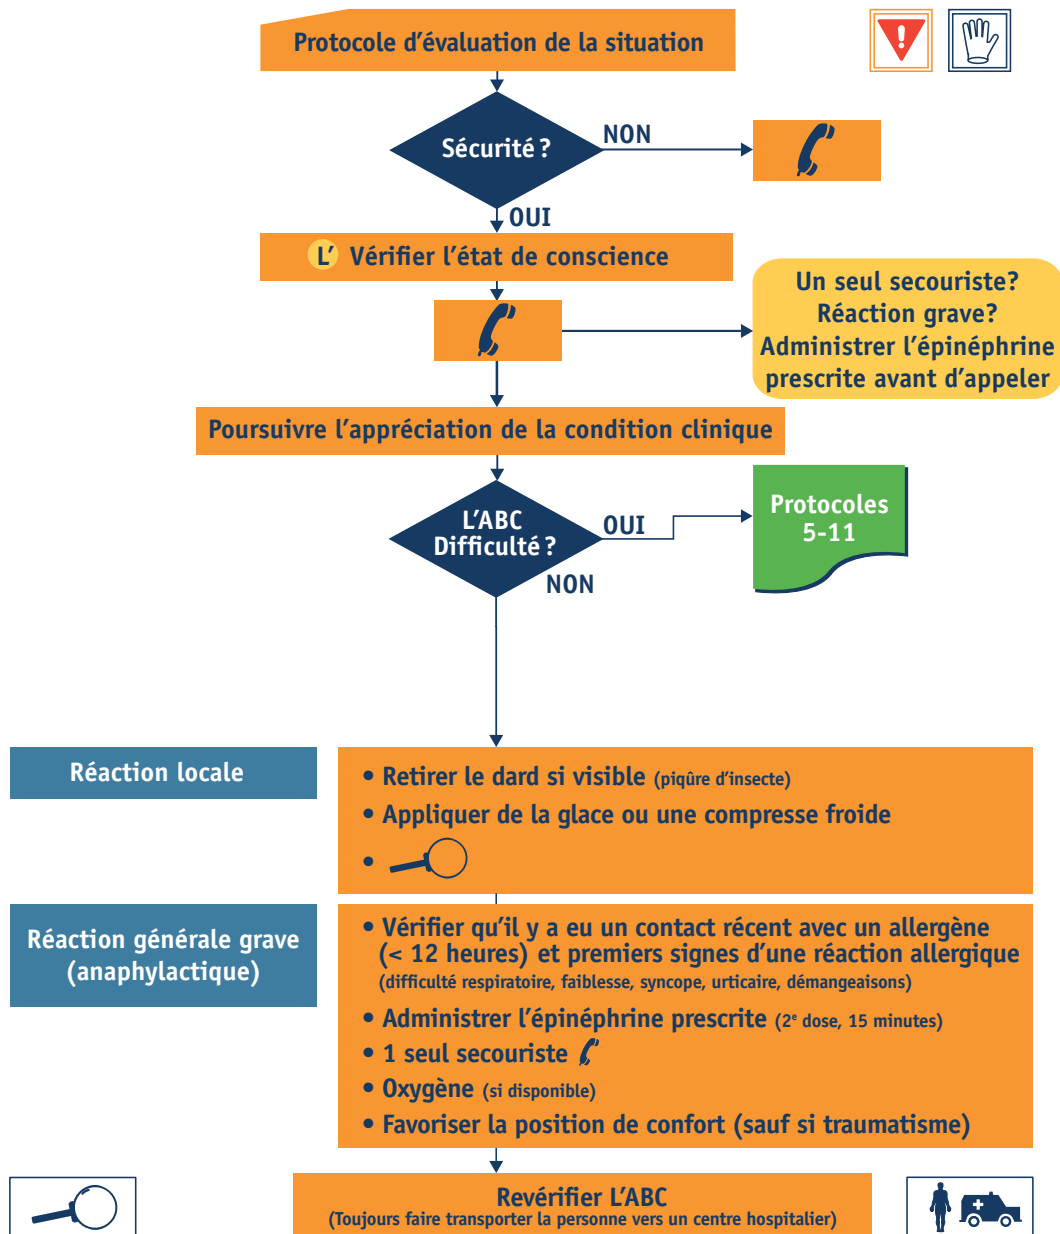 Protocole d’évaluation de la situation
Sécurité ?
NON
OUI
L’ Vérifier l’état de conscience
Un seul secouriste?
Réaction grave?
Administrer l’épinéphrine
prescrite avant d’appeler
Poursuivre l’appréciation de la condition clinique
L’ABC
Difficulté ?
OUI
NON
Protocoles
5-11
Réaction locale
• Retirer le dard si visible (piqûre d’insecte)
• Appliquer de la glace ou une compresse froide
•
Réaction générale grave
(anaphylactique)
• Vérifier qu’il y a eu un contact récent avec un allergène
(< 12 heures) et premiers signes d’une réaction allergique
(difficulté respiratoire, faiblesse, syncope, urticaire, démangeaisons)
• Administrer l’épinéphrine prescrite (2e dose, 15 minutes)
• 1 seul secouriste
• Oxygène (si disponible)
• Favoriser la position de confort (sauf si traumatisme)
Revérifier L’ABC
(Toujours faire transporter la personne vers un centre hospitalier)